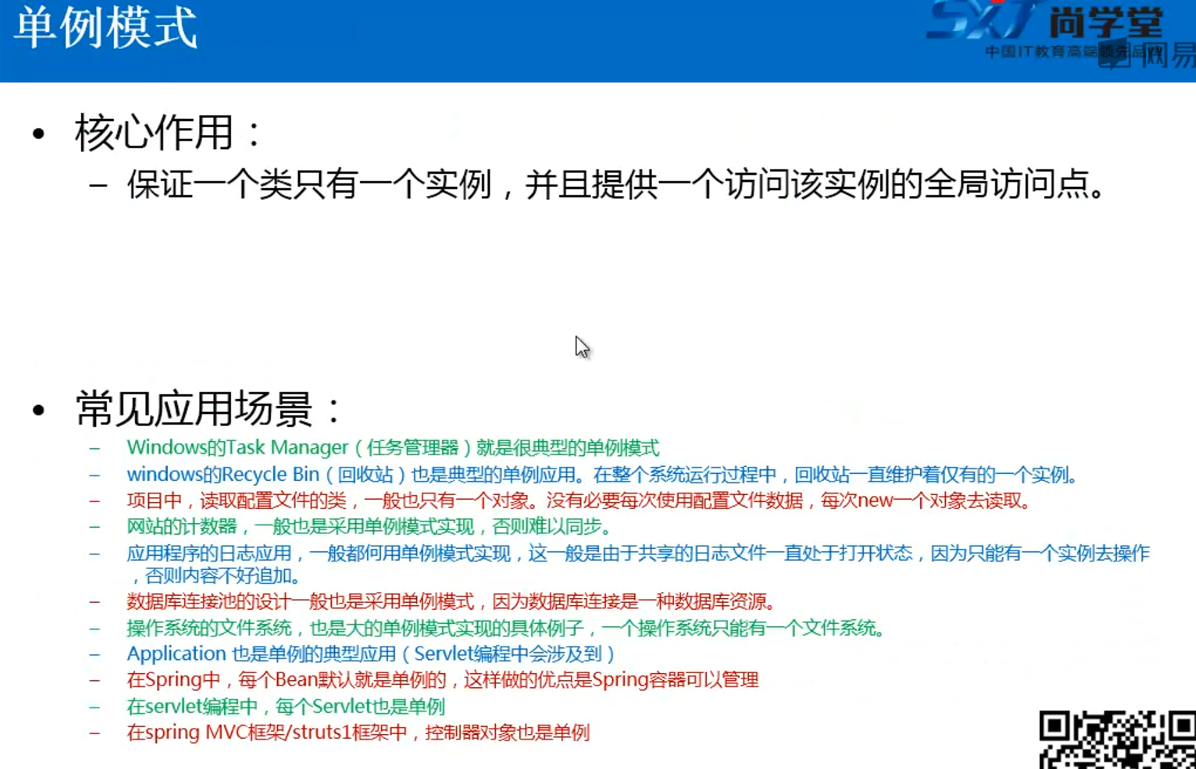 单例模式
SXT 尚学堂
中国IT教育高端领先品牌
网易
• 核心作用：
– 保证一个类只有一个实例，并且提供一个访问该实例的全局访问点。
• 常见应用场景：
– Windows的Task Manager（任务管理器）就是很典型的单例模式
– windows的Recycle Bin（回收站）也是典型的单例应用。在整个系统运行过程中，回收站一直维护着仅有的一个实例。
– 项目中，读取配置文件的类，一般也只有一个对象。没有必要每次使用配置文件数据，每次new一个对象去读取。
– 网站的计数器，一般也是采用单例模式实现，否则难以同步。
– 应用程序的日志应用，一般都何用单例模式实现，这一般是由于共享的日志文件一直处于打开状态，因为只能有一个实例去操作
，否则内容不好追加。
– 数据库连接池的设计一般也是采用单例模式，因为数据库连接是一种数据库资源。
– 操作系统的文件系统，也是大的单例模式实现的具体例子，一个操作系统只能有一个文件系统。
– Application 也是单例的典型应用（Servlet编程中会涉及到）
– 在Spring中，每个Bean默认就是单例的，这样做的优点是Spring容器可以管理
– 在servlet编程中，每个Servlet也是单例
– 在spring MVC框架/struts1框架中，控制器对象也是单例